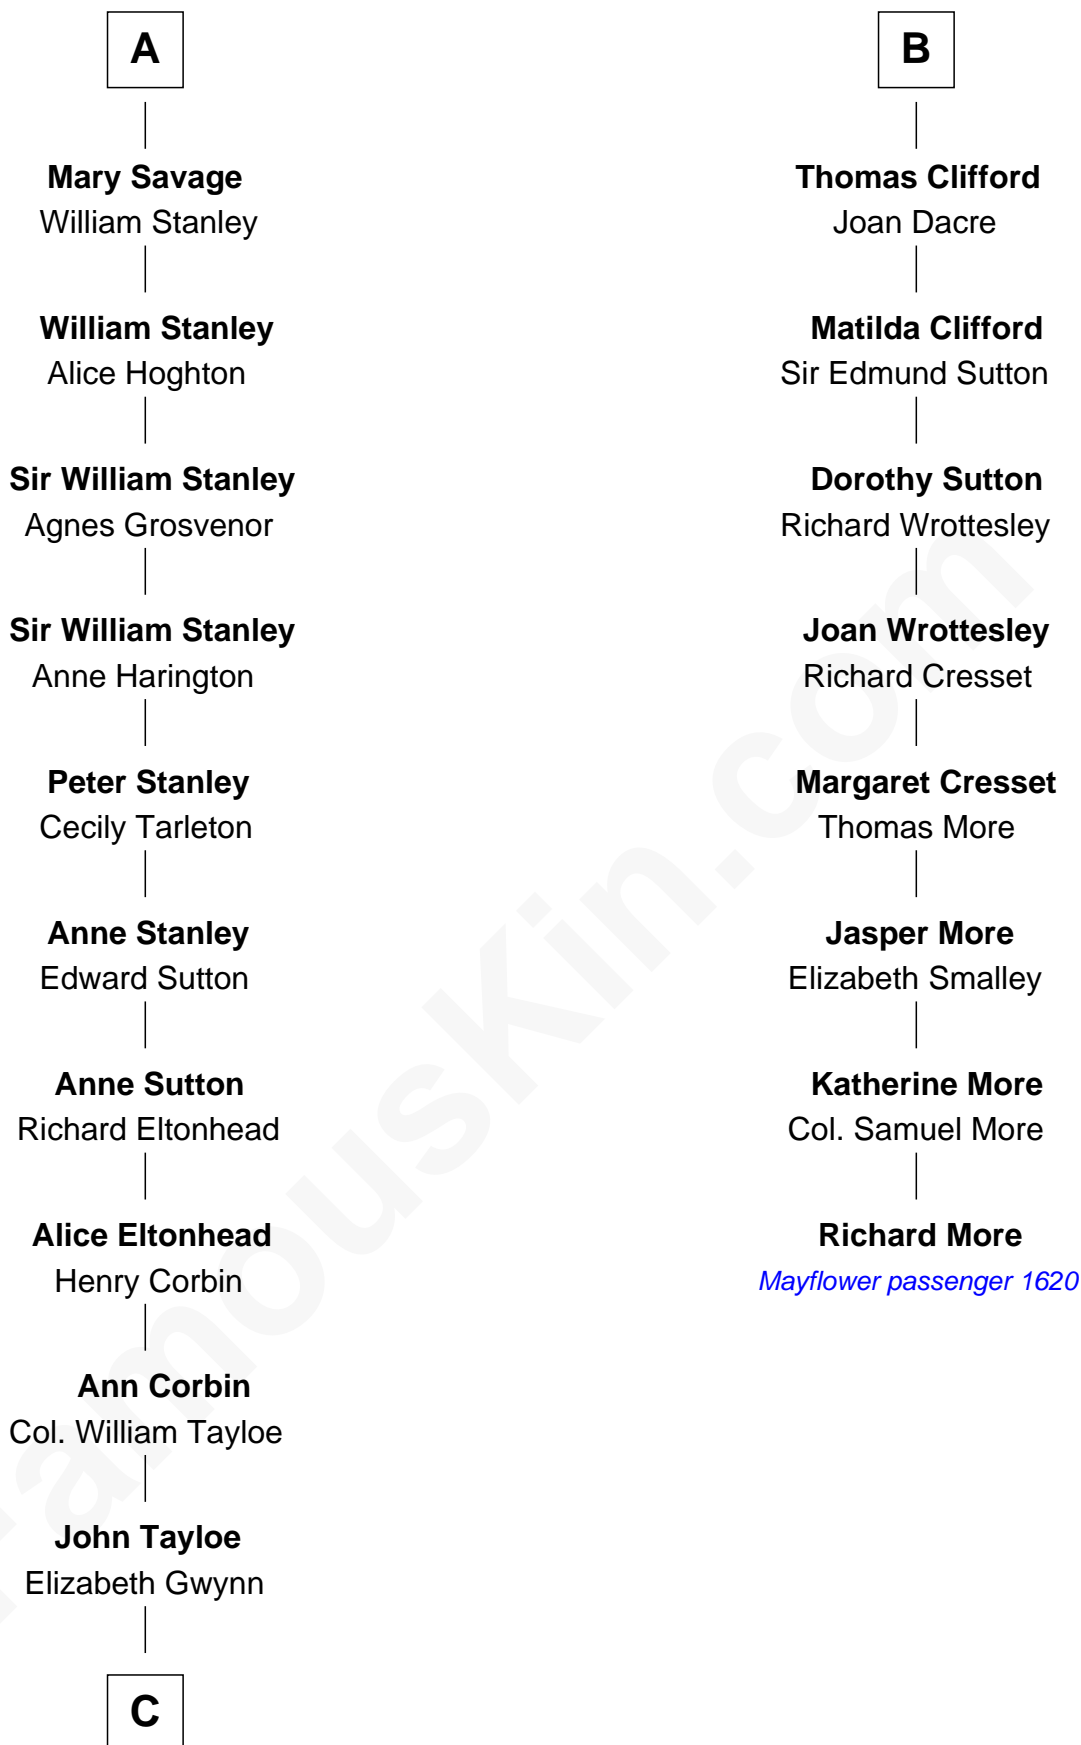 A
Mary Savage
William Stanley
William Stanley
Alice Hoghton
Sir William Stanley
Agnes Grosvenor
Sir William Stanley
Anne Harington
Peter Stanley
Cecily Tarleton
Anne Stanley
Edward Sutton
Anne Sutton
Richard Eltonhead
Alice Eltonhead
Henry Corbin
Ann Corbin
Col. William Tayloe
John Tayloe
Elizabeth Gwynn
C
B
Thomas Clifford
Joan Dacre
Matilda Clifford
Sir Edmund Sutton
Dorothy Sutton
Richard Wrottesley
Joan Wrottesley
Richard Cresset
Margaret Cresset
Thomas More
Jasper More
Elizabeth Smalley
Katherine More
Col. Samuel More
Richard More
Mayflower passenger 1620
FamousKin.com